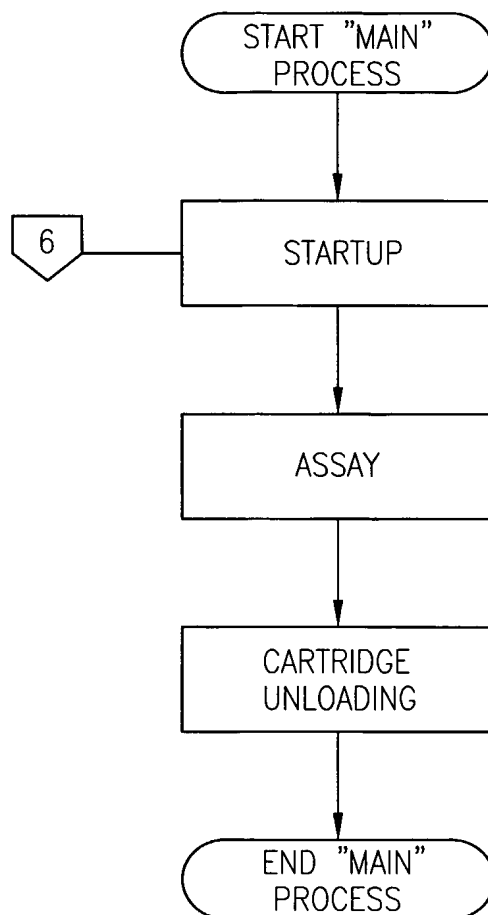 START "MAIN"
PROCESS
6
STARTUP
ASSAY
CARTRIDGE
UNLOADING
END "MAIN"
PROCESS